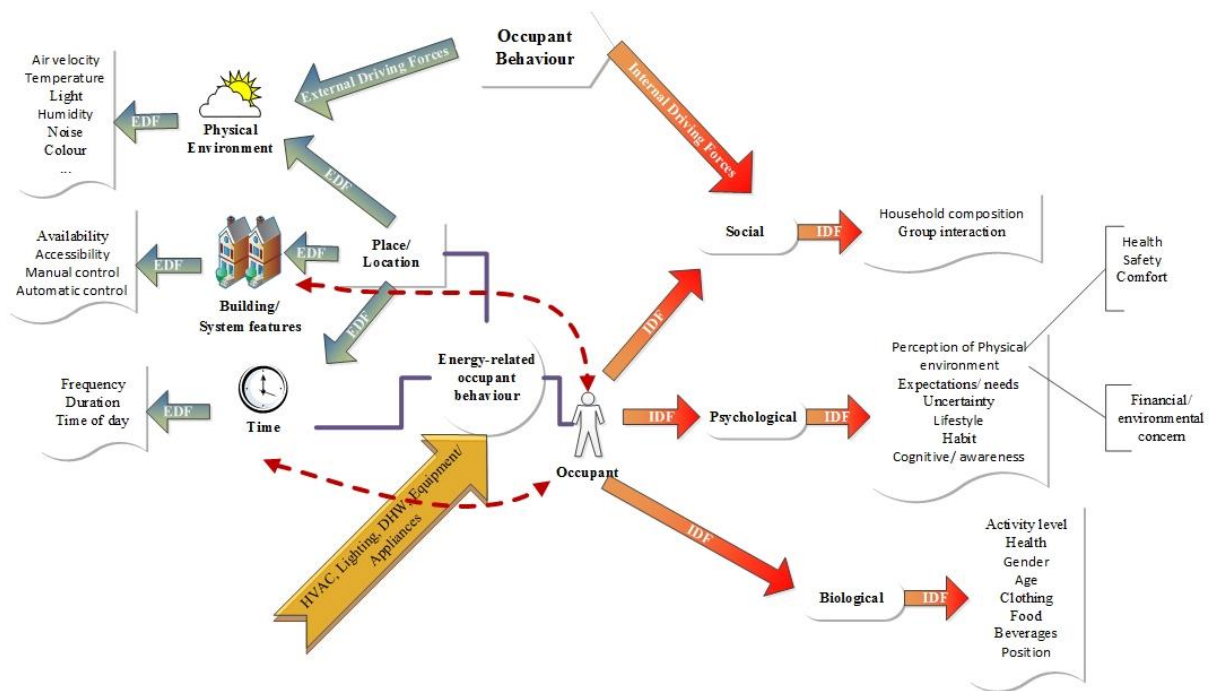 Occupant
Behaviour
External Driving Forces
Internal Driving Forces
Air velocity
Temperature
Light
Humidity
Noise
Colour
...
EDF
Physical
Environment
EDF
Availability
Accessibility
Manual control
Automatic control
EDF
Building/
System features
EDF
Place/
Location
EDF
Frequency
Duration
Time of day
EDF
Time
Energy-related
occupant
behaviour
HVAC, Lighting, DHW, Equipment/
Appliances
Occupant
IDF
Social
IDF
Household composition
Group interaction
IDF
Psychological
IDF
Perception of Physical
environment
Expectations/ needs
Uncertainty
Lifestyle
Habit
Cognitive/ awareness
Health
Safety
Comfort
Financial/
environmental
concern
IDF
Biological
IDF
Activity level
Health
Gender
Age
Clothing
Food
Beverages
Position